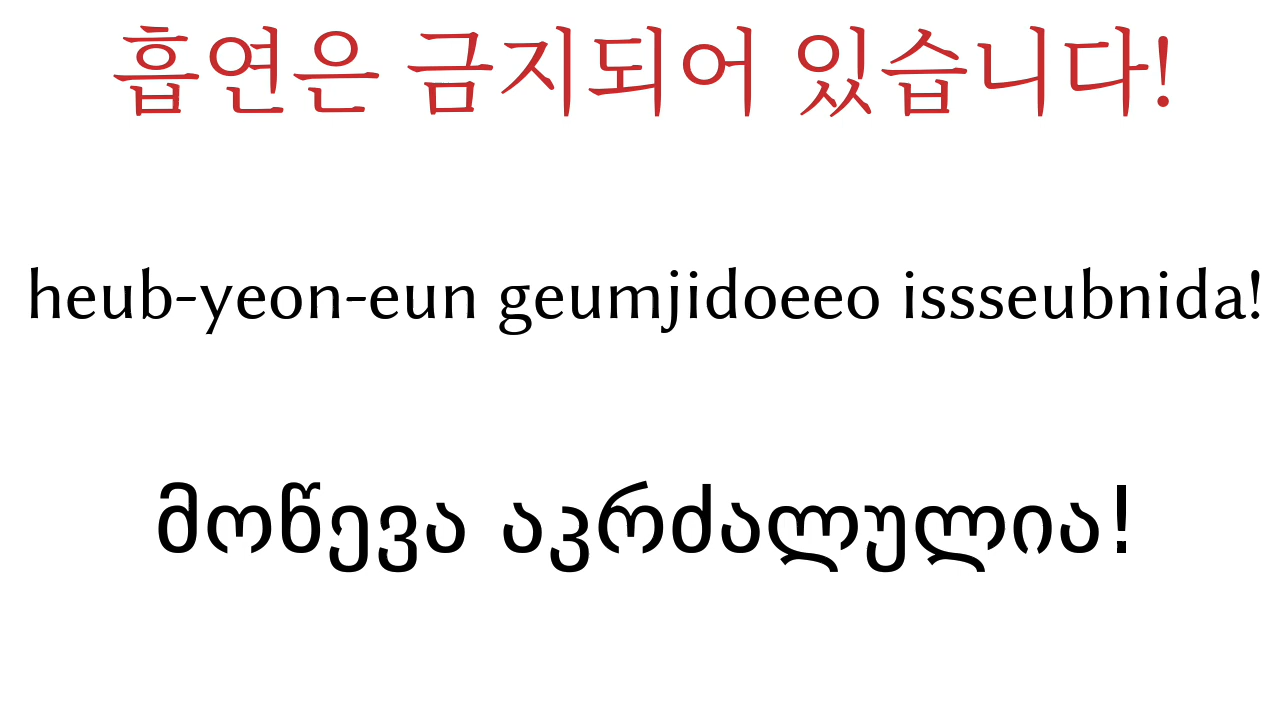 흡연은 금지되어 있습니다!
heub-yeon-eun geumjidoeeo issseubnida!
მოწევა აკრძალულია!